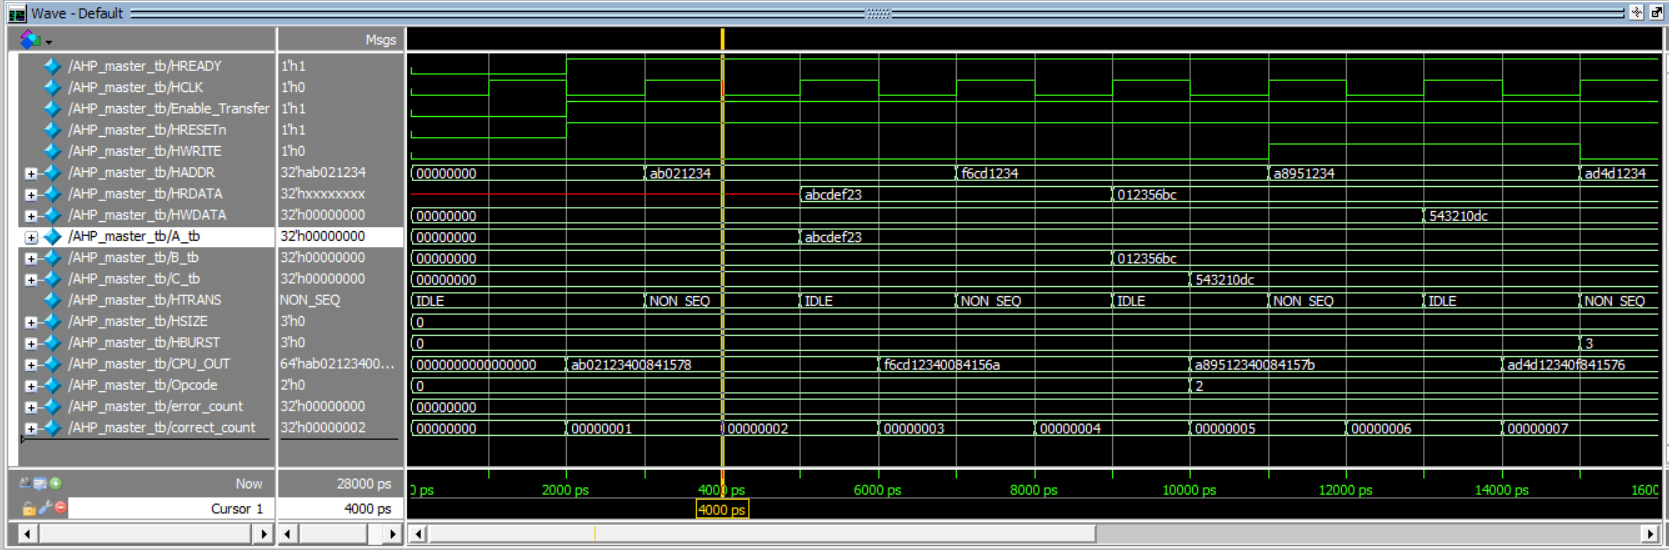 Wave - Default
Msgs
/AHP_master_tb/HREADY 1'h1
/AHP_master_tb/HCLK 1'h0
/AHP_master_tb/Enable_Transfer 1'h1
/AHP_master_tb/HRESETn 1'h1
/AHP_master_tb/HWRITE 1'h0
/AHP_master_tb/HADDR 32'hab021234 00000000 ab021234 f6cd1234 a8951234 ad4d1234
/AHP_master_tb/HRDATA 32'hxxxxxxxx abcdef23 012356bc
/AHP_master_tb/HWDATA 32'h00000000 00000000 543210dc
/AHP_master_tb/A_tb 32'h00000000 00000000 abcdef23
/AHP_master_tb/B_tb 32'h00000000 00000000 012356bc
/AHP_master_tb/C_tb 32'h00000000 00000000 543210dc
/AHP_master_tb/HTRANS NON_SEQ IDLE NON_SEQ IDLE NON_SEQ IDLE NON_SEQ IDLE NON_SEQ
/AHP_master_tb/HSIZE 3'h0 0
/AHP_master_tb/HBURST 3'h0 0 3
/AHP_master_tb/CPU_OUT 64'hab02123400... 0000000000000000 ab02123400841578 f6cd12340084156a a89512340084157b ad4d12340f841576
/AHP_master_tb/Opcode 2'h0 0 2
/AHP_master_tb/error_count 32'h00000000 00000000
/AHP_master_tb/correct_count 32'h00000002 00000000 00000001 00000002 00000003 00000004 00000005 00000006 00000007
Now 28000 ps 0 ps 2000 ps 4000 ps 6000 ps 8000 ps 10000 ps 12000 ps 14000 ps 1600
Cursor 1 4000 ps 4000 ps